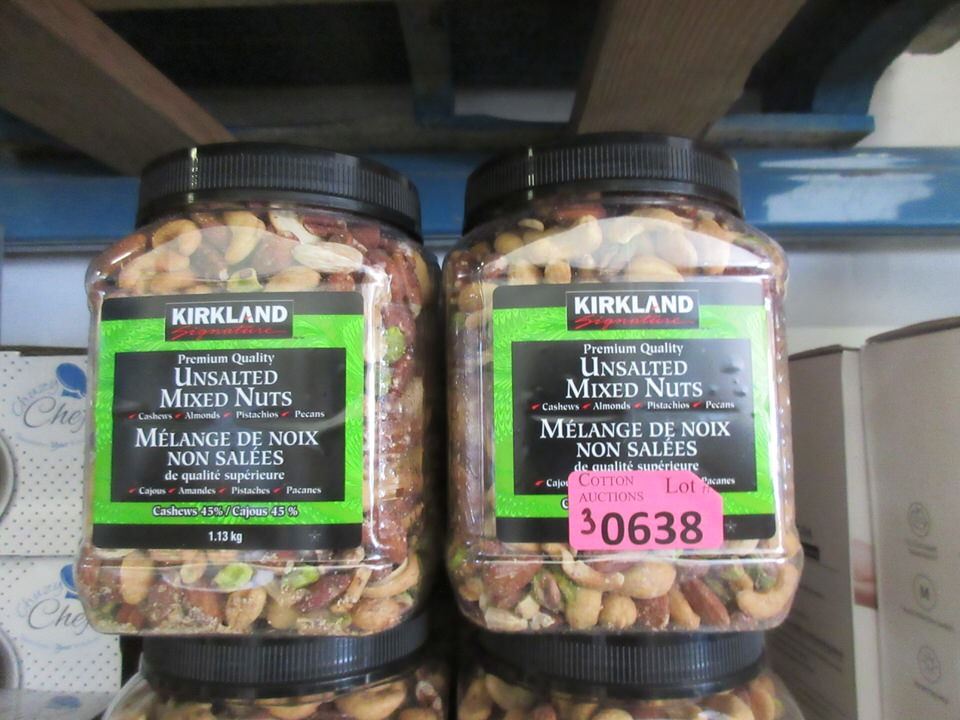 KIRKLAND
Signature
Premium Quality
UNSALTED
MIXED NUTS
Cashews Almonds Pistachios Pecans
MÉLANGE DE NOIX
NON SALÉES
de qualité supérieure
Cajous Amandes Pistaches Pacanes
Cashews 45% / Cajous 45 %
1.13 kg
KIRKLAND
Signature
Premium Quality
UNSALTED
MIXED NUTS
Cashews Almonds Pistachios Pecans
MÉLANGE DE NOIX
NON SALÉES
de qualité supérieure
Pacanes
COTTON
AUCTIONS
Lot #
30638
Chef
M